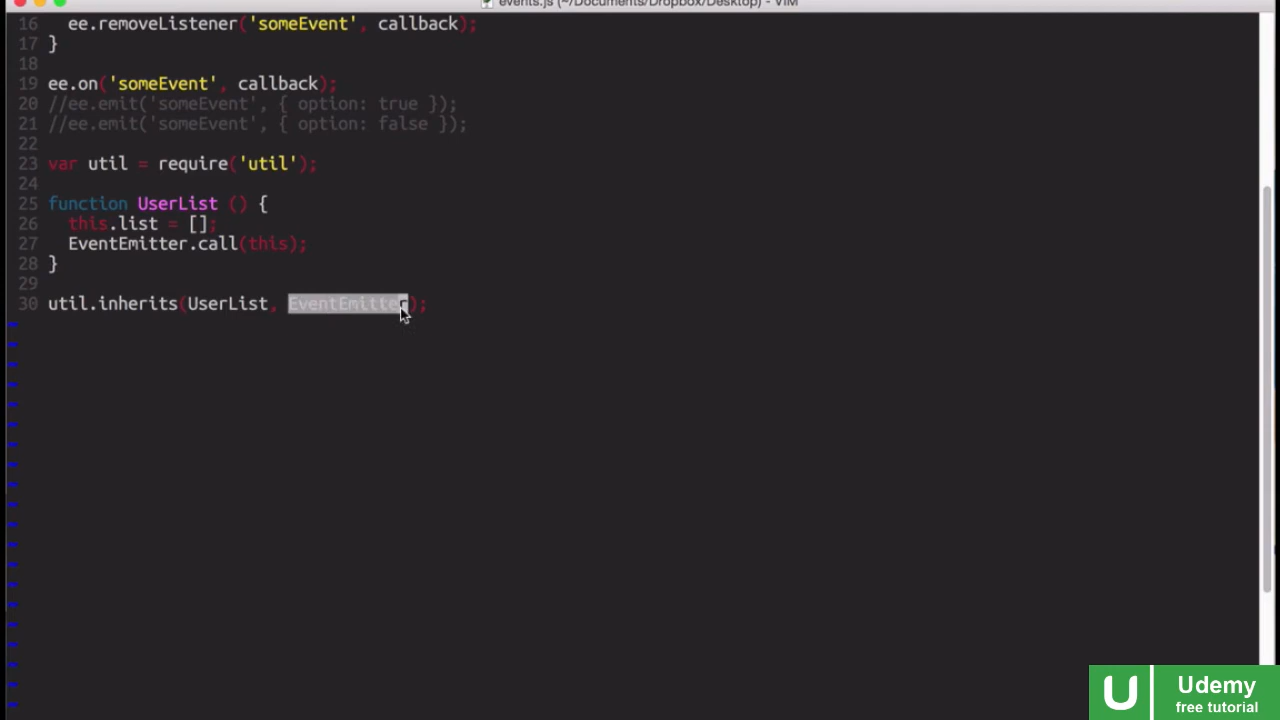 events.js (~/Documents/Dropbox/Desktop) - VIM
16 ee.removeListener('someEvent', callback);
17 }
18
19 ee.on('someEvent', callback);
20 //ee.emit('someEvent', { option: true });
21 //ee.emit('someEvent', { option: false });
22
23 var util = require('util');
24
25 function UserList () {
26 this.list = [];
27 EventEmitter.call(this);
28 }
29
30 util.inherits(UserList, EventEmitter);
Udemy
free tutorial